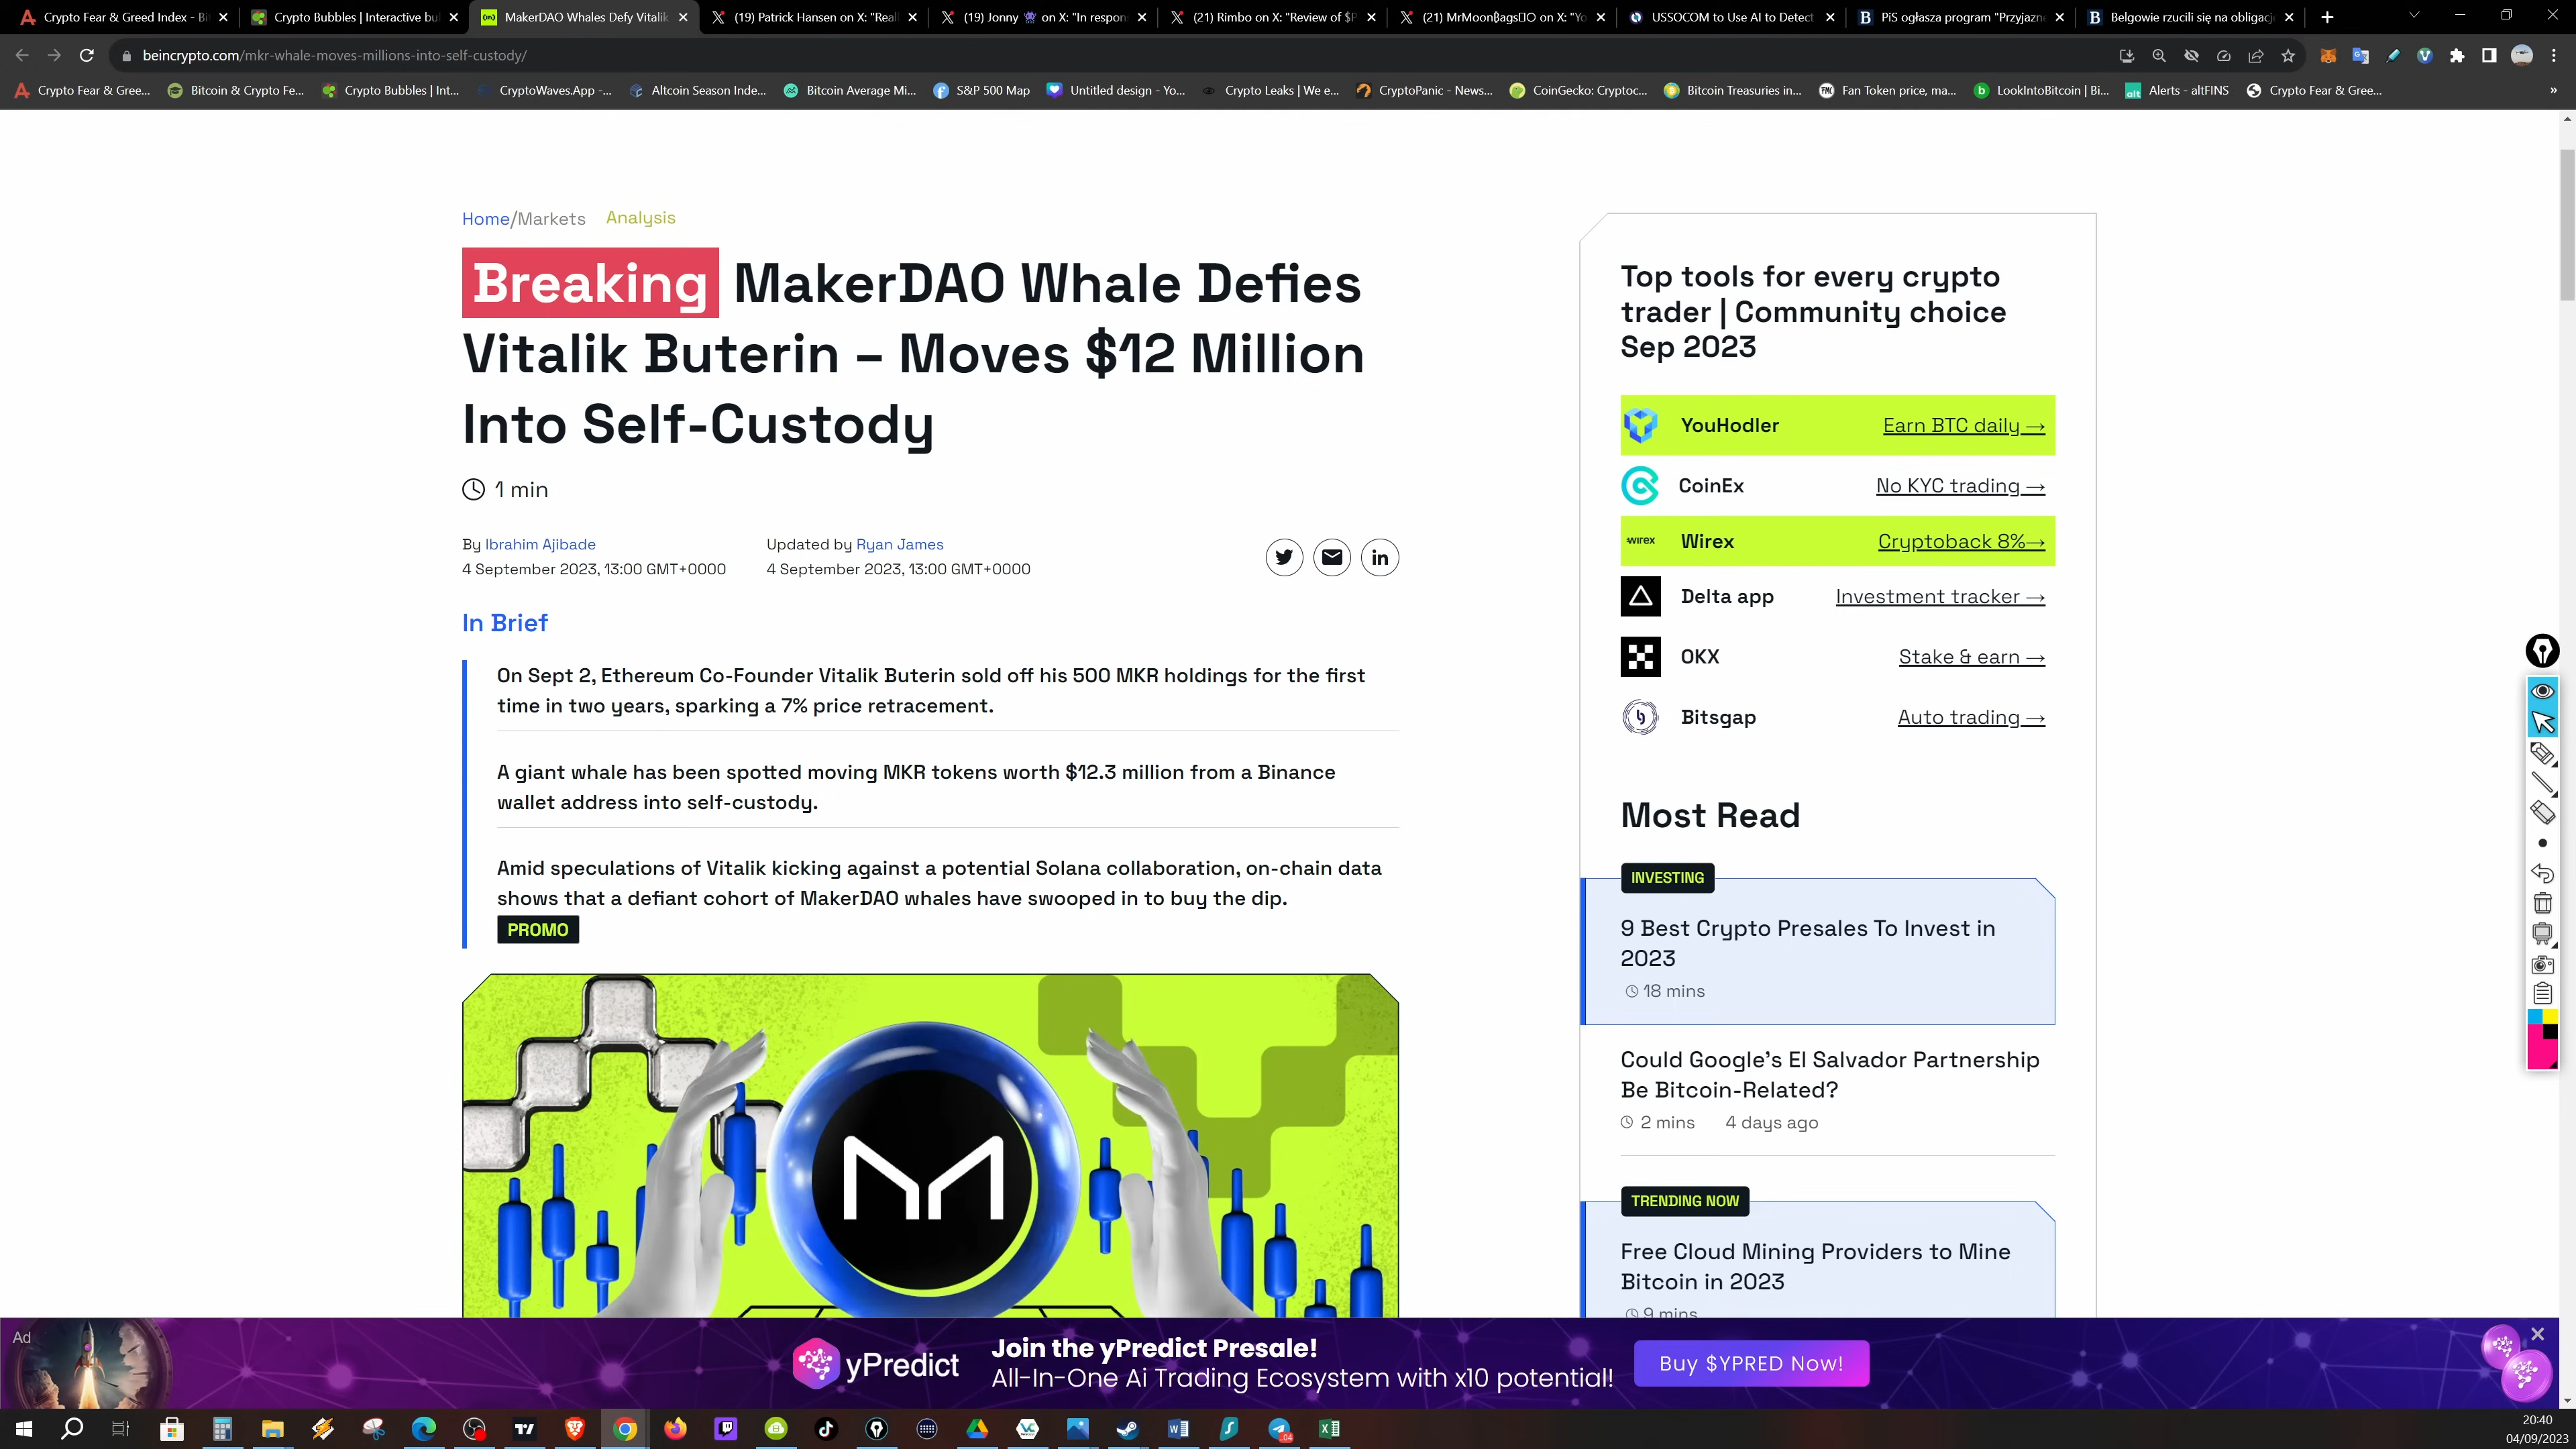 Crypto Fear & Greed Index - Bi
Crypto Bubbles | Interactive bu
MakerDAO Whales Defy Vitalik
(19) Patrick Hansen on X: "Real
(19) Jonny 👾 on X: "In respon
(21) Rimbo on X: "Review of $P
(21) MrMoonβags on X: "Yo
USSOCOM to Use AI to Detect
PiS ogłasza program "Przyjazne
Belgowie rzucili się na obligacje
beincrypto.com/mkr-whale-moves-millions-into-self-custody/
Crypto Fear & Gree...
Bitcoin & Crypto Fe...
Crypto Bubbles | Int...
CryptoWaves.App -...
Altcoin Season Inde...
Bitcoin Average Mi...
S&P 500 Map
Untitled design - Yo...
Crypto Leaks | We e...
CryptoPanic - News...
CoinGecko: Cryptoc...
Bitcoin Treasuries in...
Fan Token price, ma...
LookIntoBitcoin | Bi...
Alerts - altFINS
Crypto Fear & Gree...
Home/Markets Analysis
Breaking MakerDAO Whale Defies
Vitalik Buterin – Moves $12 Million
Into Self-Custody
1 min
By Ibrahim Ajibade
4 September 2023, 13:00 GMT+0000
Updated by Ryan James
4 September 2023, 13:00 GMT+0000
In Brief
On Sept 2, Ethereum Co-Founder Vitalik Buterin sold off his 500 MKR holdings for the first
time in two years, sparking a 7% price retracement.
A giant whale has been spotted moving MKR tokens worth $12.3 million from a Binance
wallet address into self-custody.
Amid speculations of Vitalik kicking against a potential Solana collaboration, on-chain data
shows that a defiant cohort of MakerDAO whales have swooped in to buy the dip.
PROMO
Top tools for every crypto
trader | Community choice
Sep 2023
YouHodler Earn BTC daily →
CoinEx No KYC trading →
wirex Wirex Cryptoback 8%→
Delta app Investment tracker →
OKX Stake & earn →
Bitsgap Auto trading →
Most Read
INVESTING
9 Best Crypto Presales To Invest in
2023
18 mins
Could Google's El Salvador Partnership
Be Bitcoin-Related?
2 mins 4 days ago
TRENDING NOW
Free Cloud Mining Providers to Mine
Bitcoin in 2023
9 mins
Ad
yPredict
Join the yPredict Presale!
All-In-One Ai Trading Ecosystem with x10 potential!
Buy $YPRED Now!
20:40
04/09/2023